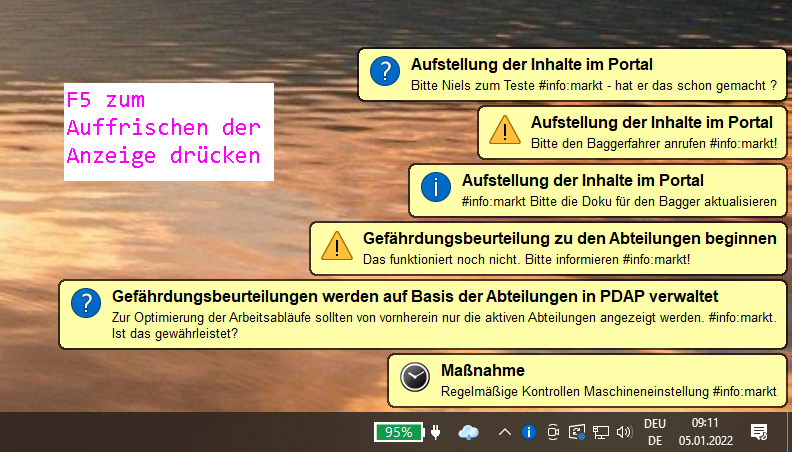 F5 zum
Auffrischen der
Anzeige drücken
Aufstellung der Inhalte im Portal
Bitte Niels zum Teste #info:markt - hat er das schon gemacht ?
Aufstellung der Inhalte im Portal
Bitte den Baggerfahrer anrufen #info:markt!
Aufstellung der Inhalte im Portal
#info:markt Bitte die Doku für den Bagger aktualisieren
Gefährdungsbeurteilung zu den Abteilungen beginnen
Das funktioniert noch nicht. Bitte informieren #info:markt!
Gefährdungsbeurteilungen werden auf Basis der Abteilungen in PDAP verwaltet
Zur Optimierung der Arbeitsabläufe sollten von vornherein nur die aktiven Abteilungen angezeigt werden. #info:markt.
Ist das gewährleistet?
Maßnahme
Regelmäßige Kontrollen Maschineneinstellung #info:markt
95%
DEU
DE
09:11
05.01.2022